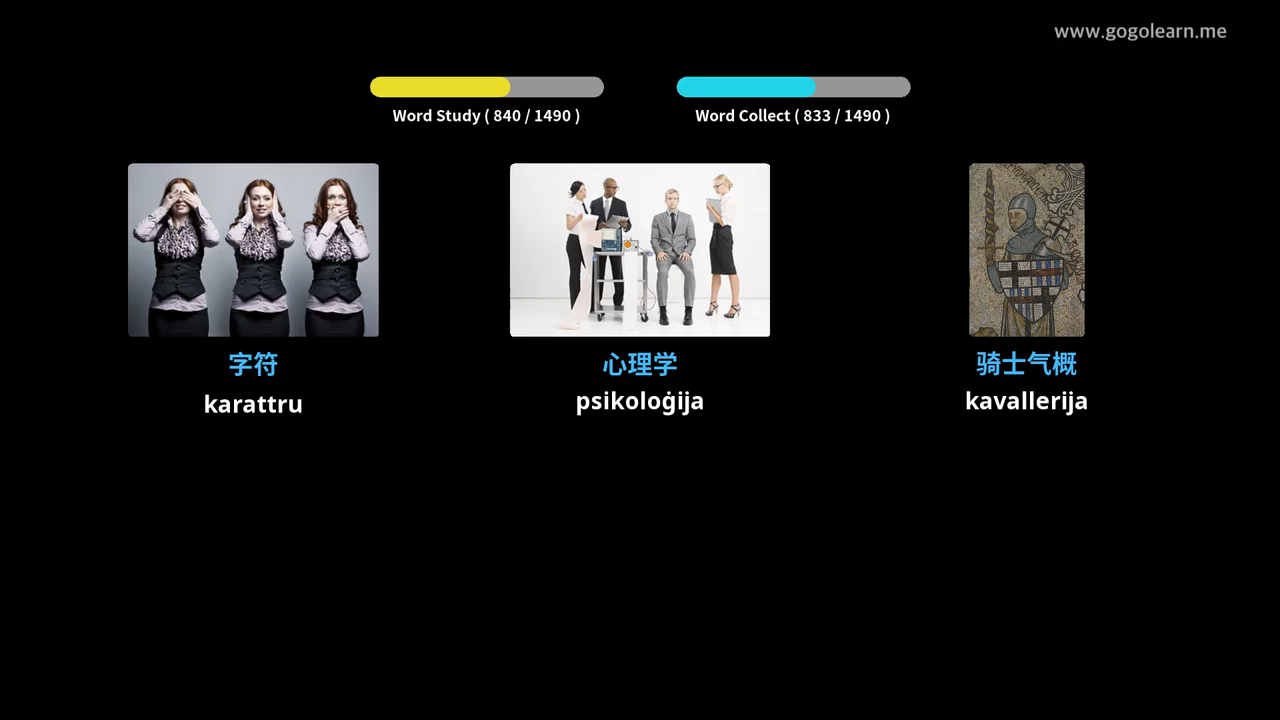 www.gogolearn.me
Word Study ( 840 / 1490 )
Word Collect ( 833 / 1490 )
字符
心理学
骑士气概
karattru
psikoloġija
kavallerija